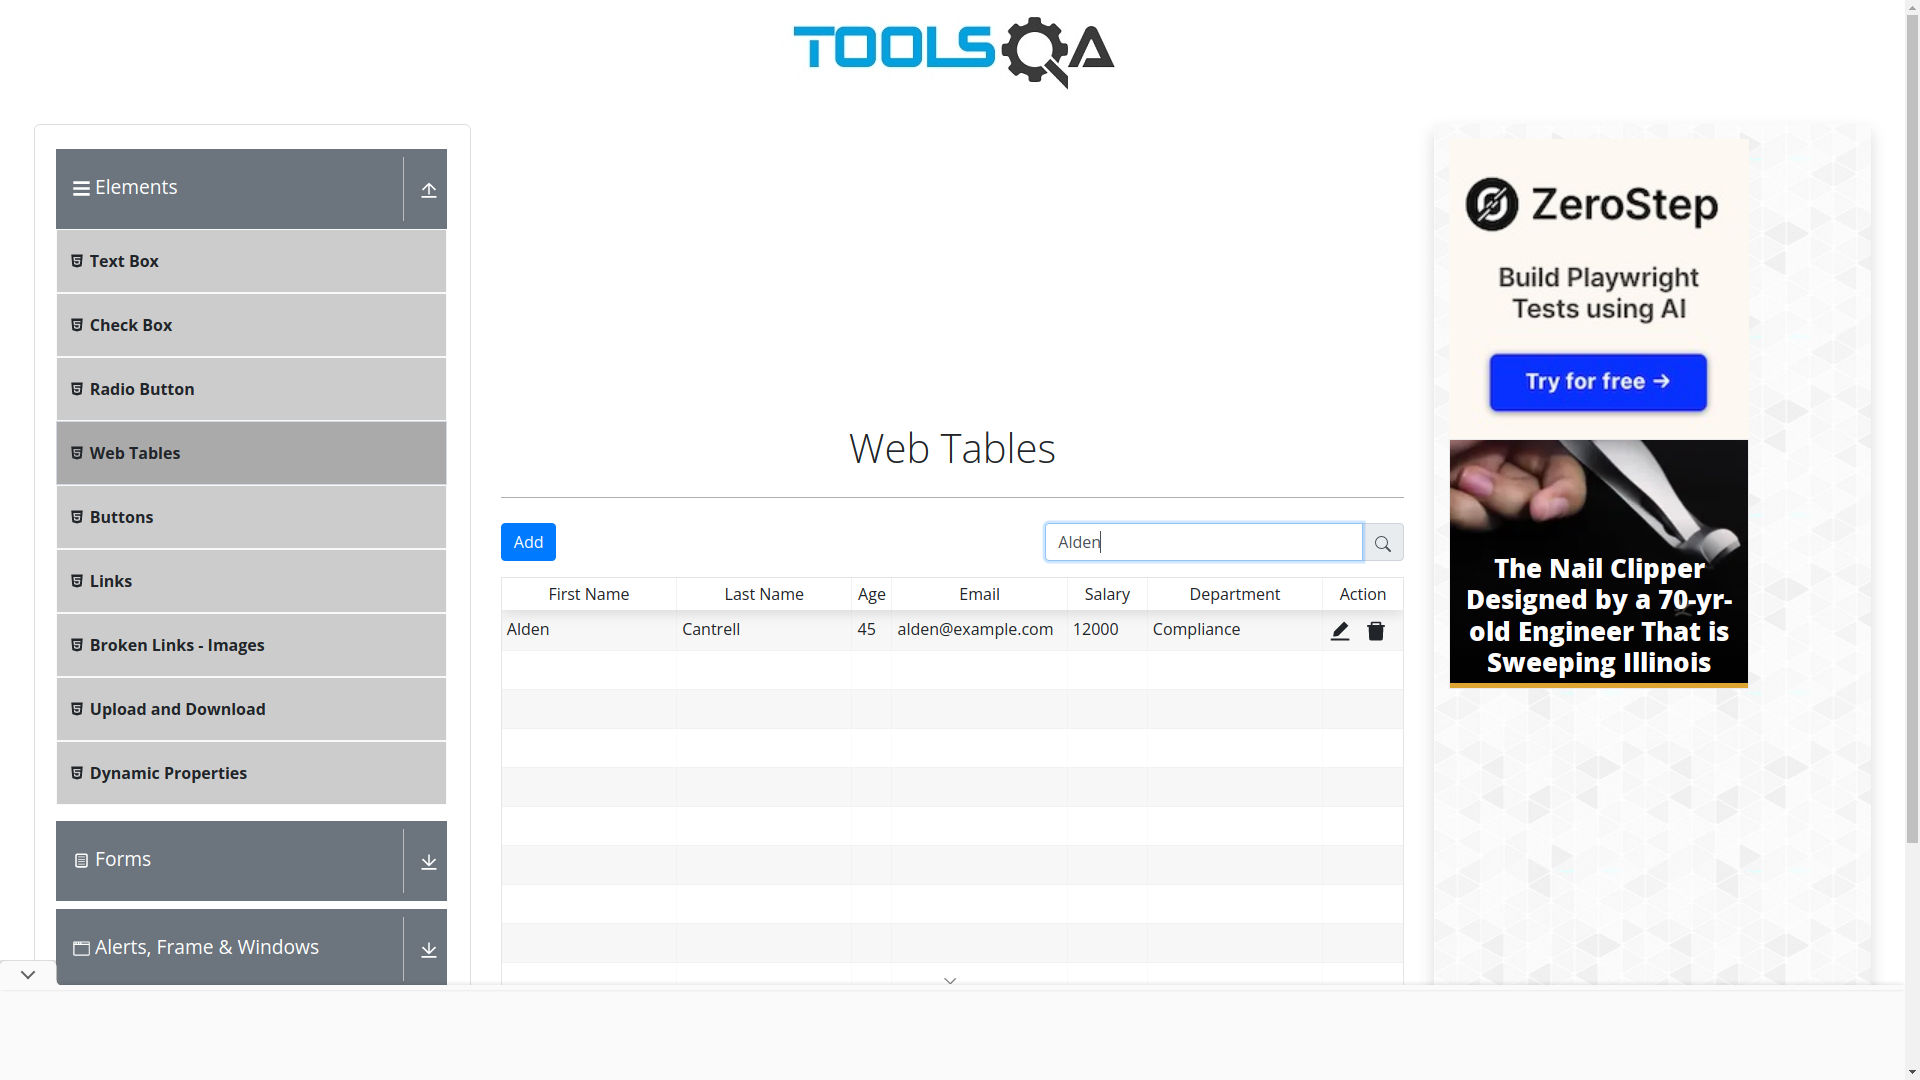 TOOLSQA
Elements
Text Box
Check Box
Radio Button
Web Tables
Buttons
Links
Broken Links - Images
Upload and Download
Dynamic Properties
Forms
Alerts, Frame & Windows
Web Tables
Add
Alden
First Name Last Name Age Email Salary Department Action
Alden Cantrell 45 alden@example.com 12000 Compliance
ZeroStep
Build Playwright
Tests using AI
Try for free →
The Nail Clipper
Designed by a 70-yr-
old Engineer That is
Sweeping Illinois